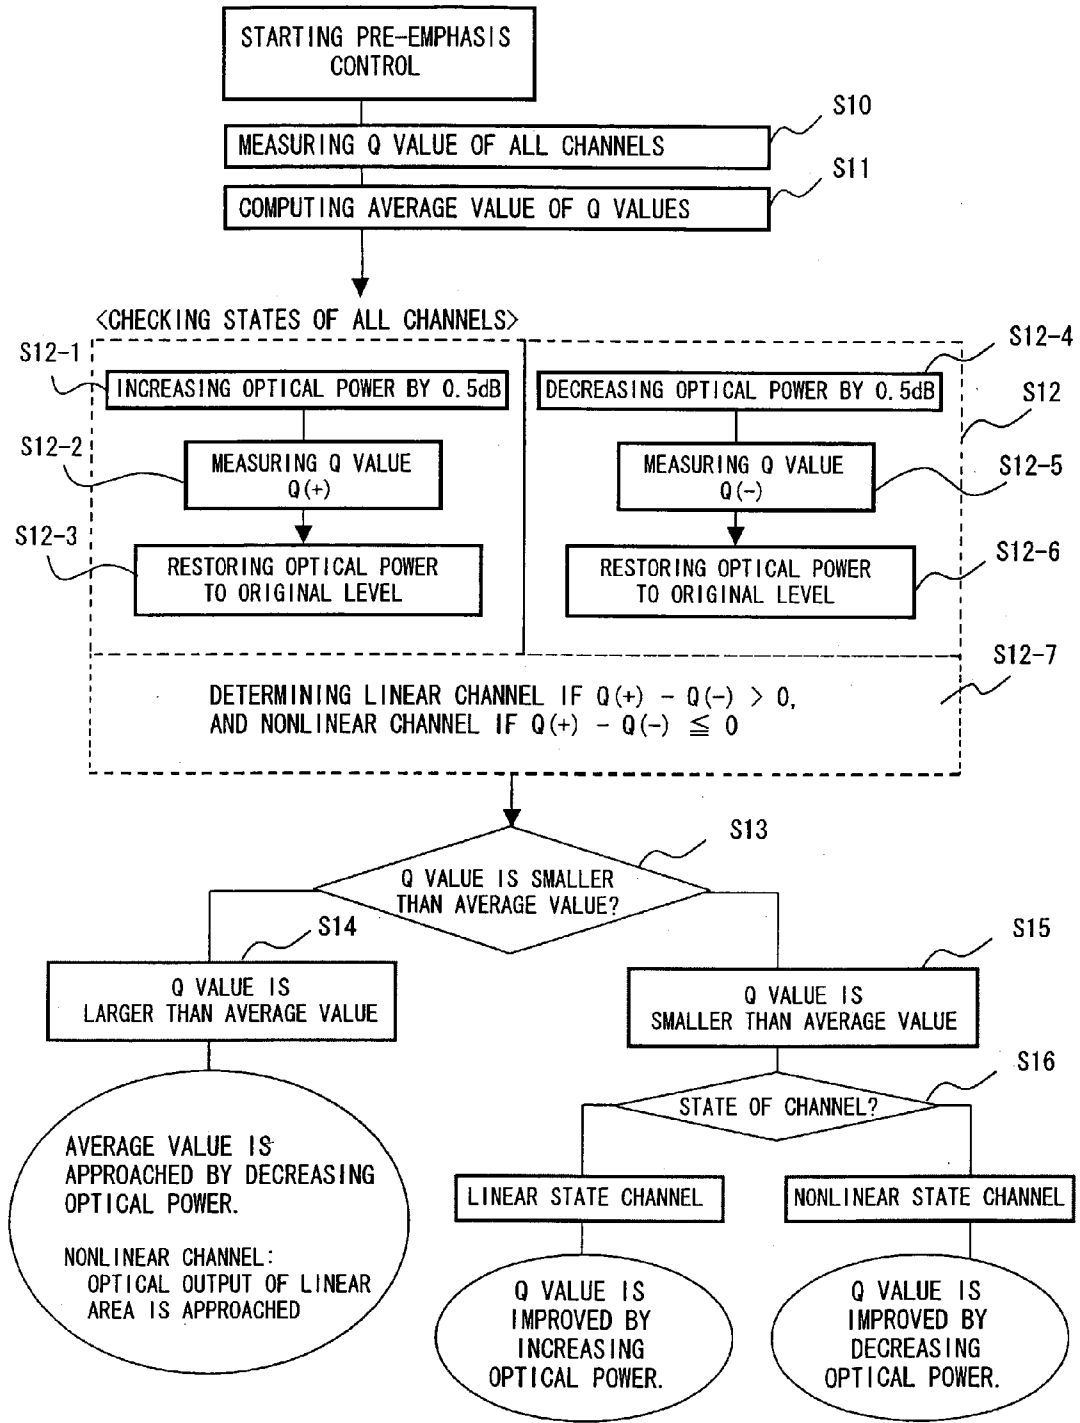 STARTING PRE-EMPHASIS
CONTROL
S10
MEASURING Q VALUE OF ALL CHANNELS
S11
COMPUTING AVERAGE VALUE OF Q VALUES
<CHECKING STATES OF ALL CHANNELS>
S12-1
INCREASING OPTICAL POWER BY 0.5dB
S12-2
MEASURING Q VALUE
Q(+)
S12-3
RESTORING OPTICAL POWER
TO ORIGINAL LEVEL
S12-4
DECREASING OPTICAL POWER BY 0.5dB
S12
MEASURING Q VALUE
Q(-)
S12-5
RESTORING OPTICAL POWER
TO ORIGINAL LEVEL
S12-6
S12-7
DETERMINING LINEAR CHANNEL IF Q(+) - Q(-) > 0,
AND NONLINEAR CHANNEL IF Q(+) - Q(-) ≦ 0
S13
Q VALUE IS SMALLER
THAN AVERAGE VALUE?
S14
Q VALUE IS
LARGER THAN AVERAGE VALUE
AVERAGE VALUE IS
APPROACHED BY DECREASING
OPTICAL POWER.
NONLINEAR CHANNEL:
OPTICAL OUTPUT OF LINEAR
AREA IS APPROACHED
S15
Q VALUE IS
SMALLER THAN AVERAGE VALUE
S16
STATE OF CHANNEL?
LINEAR STATE CHANNEL
NONLINEAR STATE CHANNEL
Q VALUE IS
IMPROVED BY
INCREASING
OPTICAL POWER.
Q VALUE IS
IMPROVED BY
DECREASING
OPTICAL POWER.